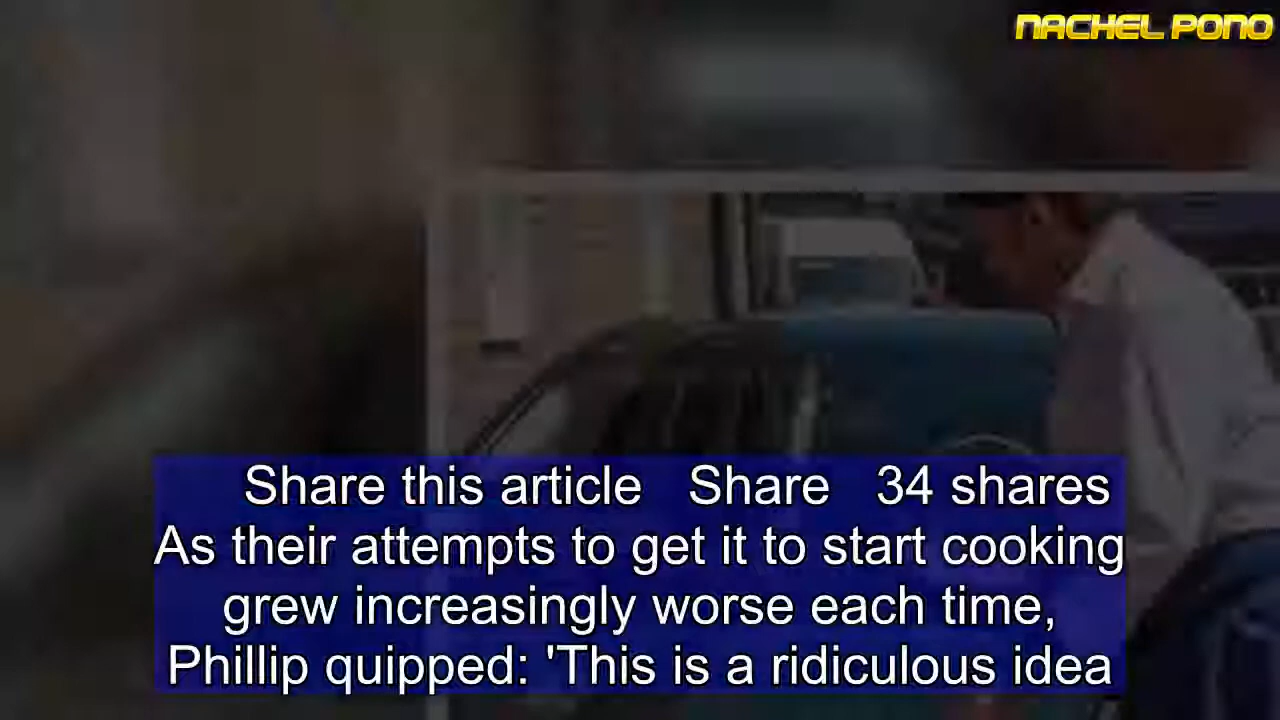 NACHEL PONO
Share this article Share 34 shares
As their attempts to get it to start cooking
grew increasingly worse each time,
Phillip quipped: 'This is a ridiculous idea